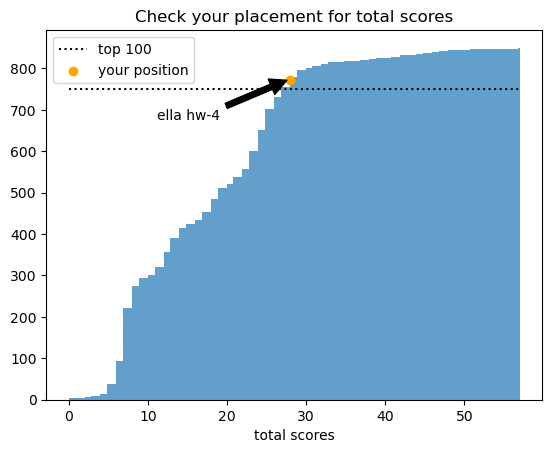 Check your placement for total scores
top 100
your position
ella hw-4
800
700
600
500
400
300
200
100
0
0 10 20 30 40 50
total scores